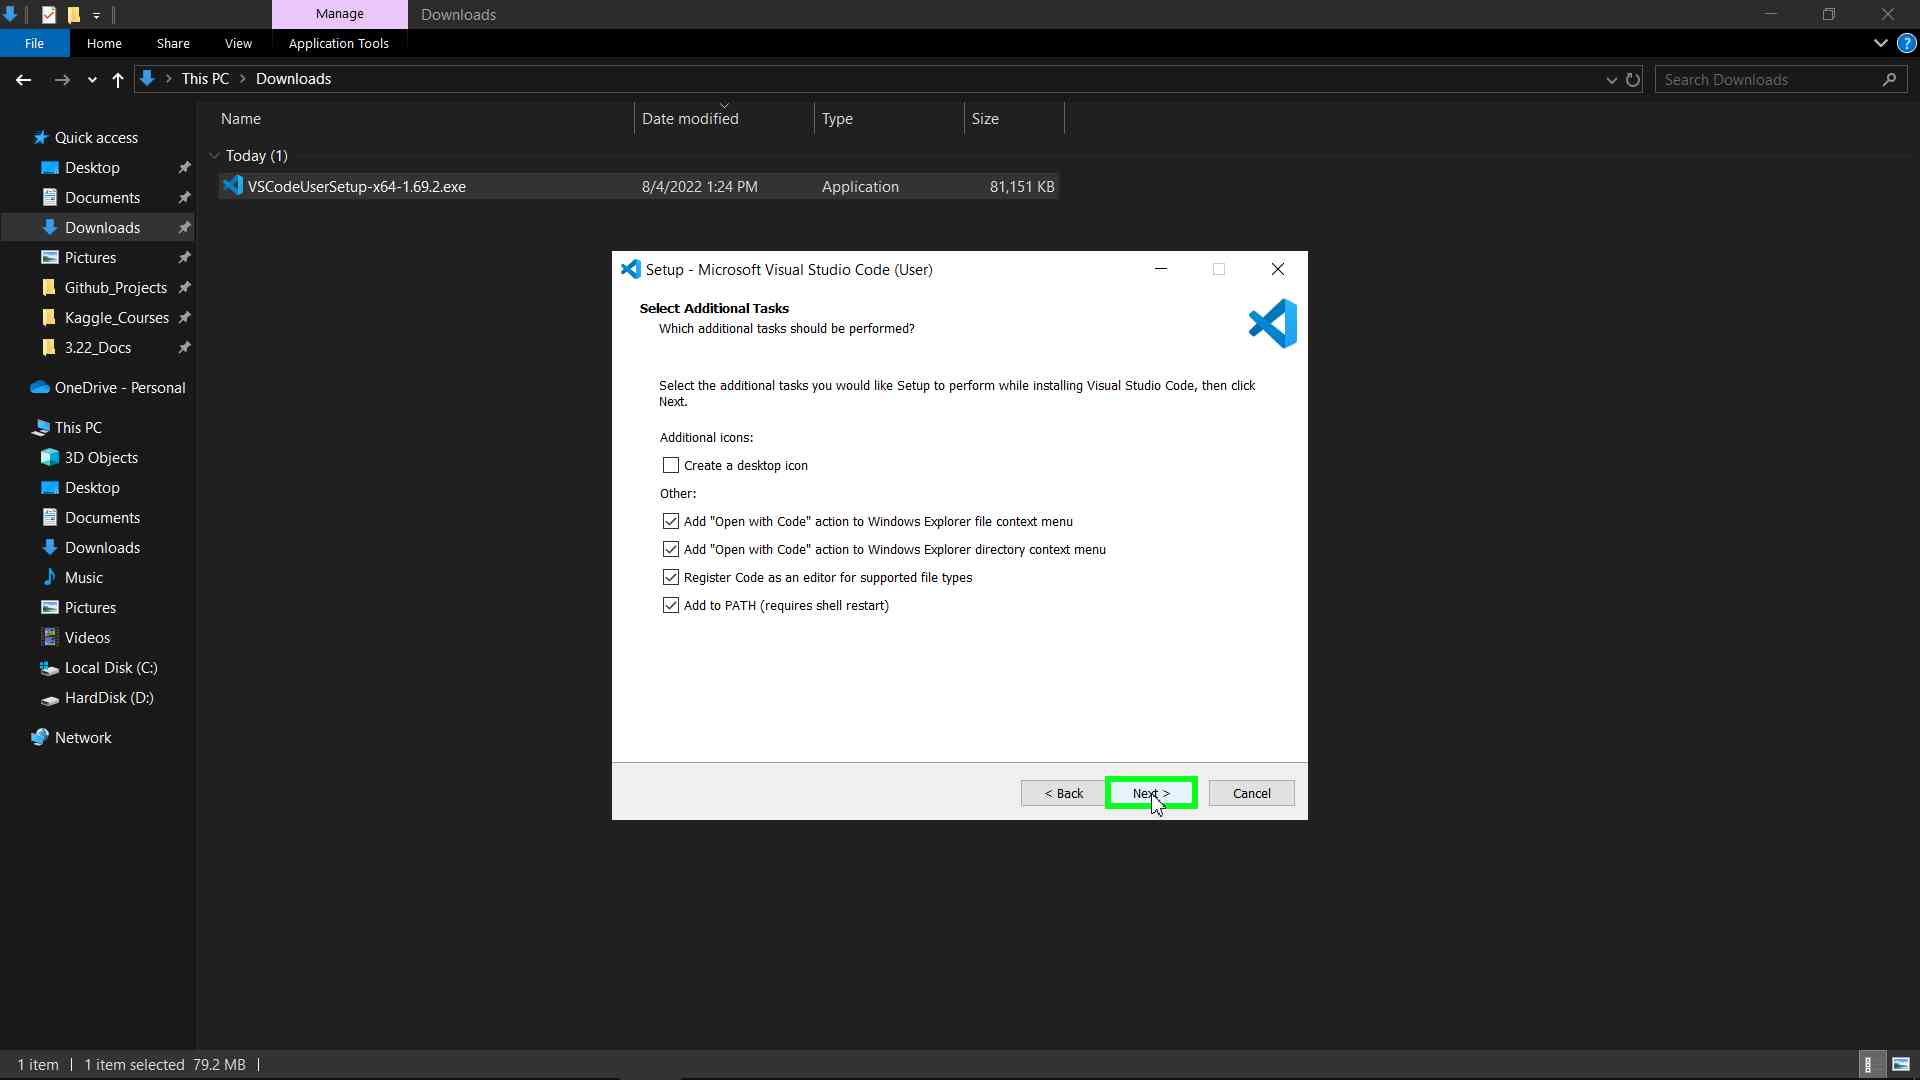 Manage
Downloads
File
Home
Share
View
Application Tools
?
This PC > Downloads
Search Downloads
Name
Date modified
Type
Size
Quick access
Desktop
Documents
Downloads
Pictures
Github_Projects
Kaggle_Courses
3.22_Docs
OneDrive - Personal
This PC
3D Objects
Desktop
Documents
Downloads
Music
Pictures
Videos
Local Disk (C:)
HardDisk (D:)
Network
Today (1)
VSCodeUserSetup-x64-1.69.2.exe
8/4/2022 1:24 PM
Application
81,151 KB
Setup - Microsoft Visual Studio Code (User)
Select Additional Tasks
Which additional tasks should be performed?
Select the additional tasks you would like Setup to perform while installing Visual Studio Code, then click
Next.
Additional icons:
Create a desktop icon
Other:
Add "Open with Code" action to Windows Explorer file context menu
Add "Open with Code" action to Windows Explorer directory context menu
Register Code as an editor for supported file types
Add to PATH (requires shell restart)
< Back
Next >
Cancel
1 item
1 item selected 79.2 MB